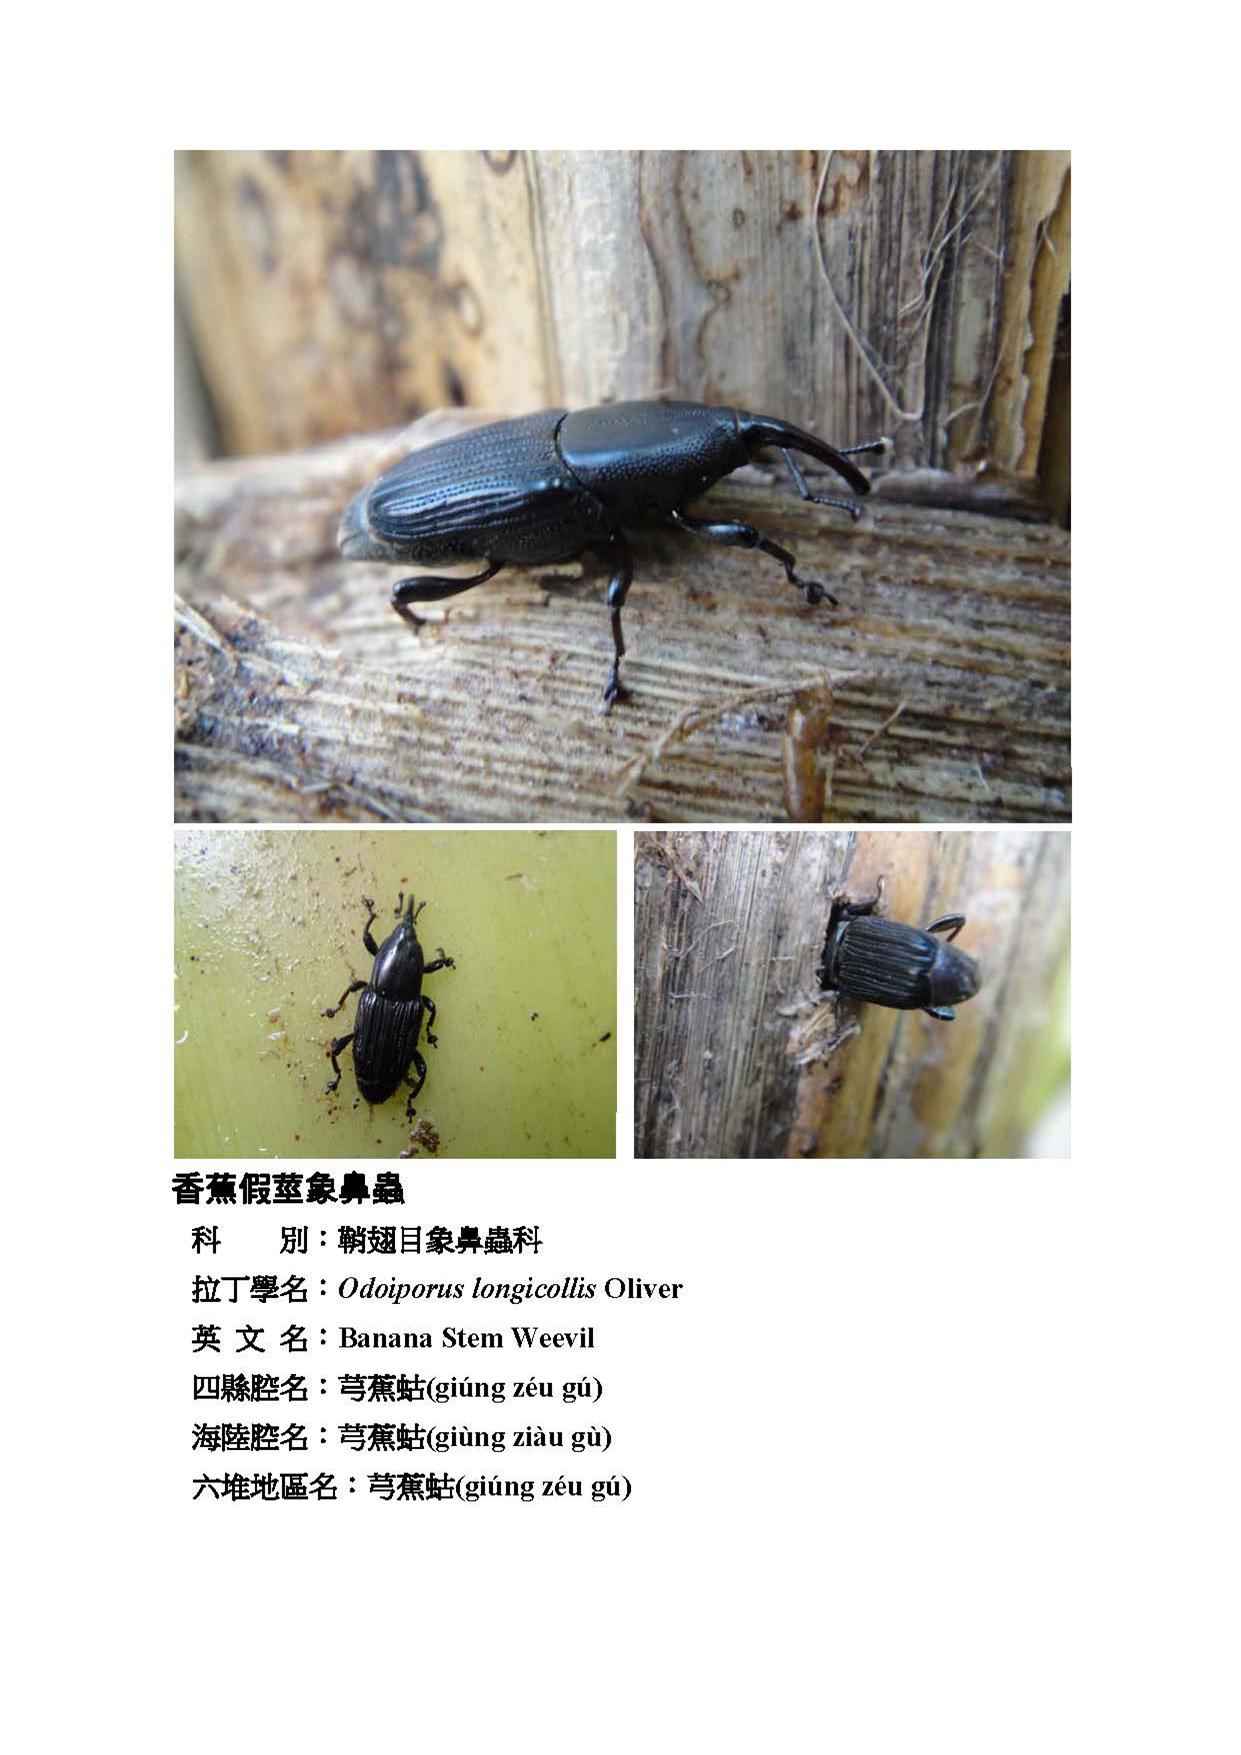 香蕉假莖象鼻蟲
科　　別：鞘翅目象鼻蟲科
拉丁學名：Odoiporus longicollis Oliver
英 文 名：Banana Stem Weevil
四縣腔名：芎蕉蛄(giúng zéu gú)
海陸腔名：芎蕉蛄(giùng ziàu gù)
六堆地區名：芎蕉蛄(giúng zéu gú)